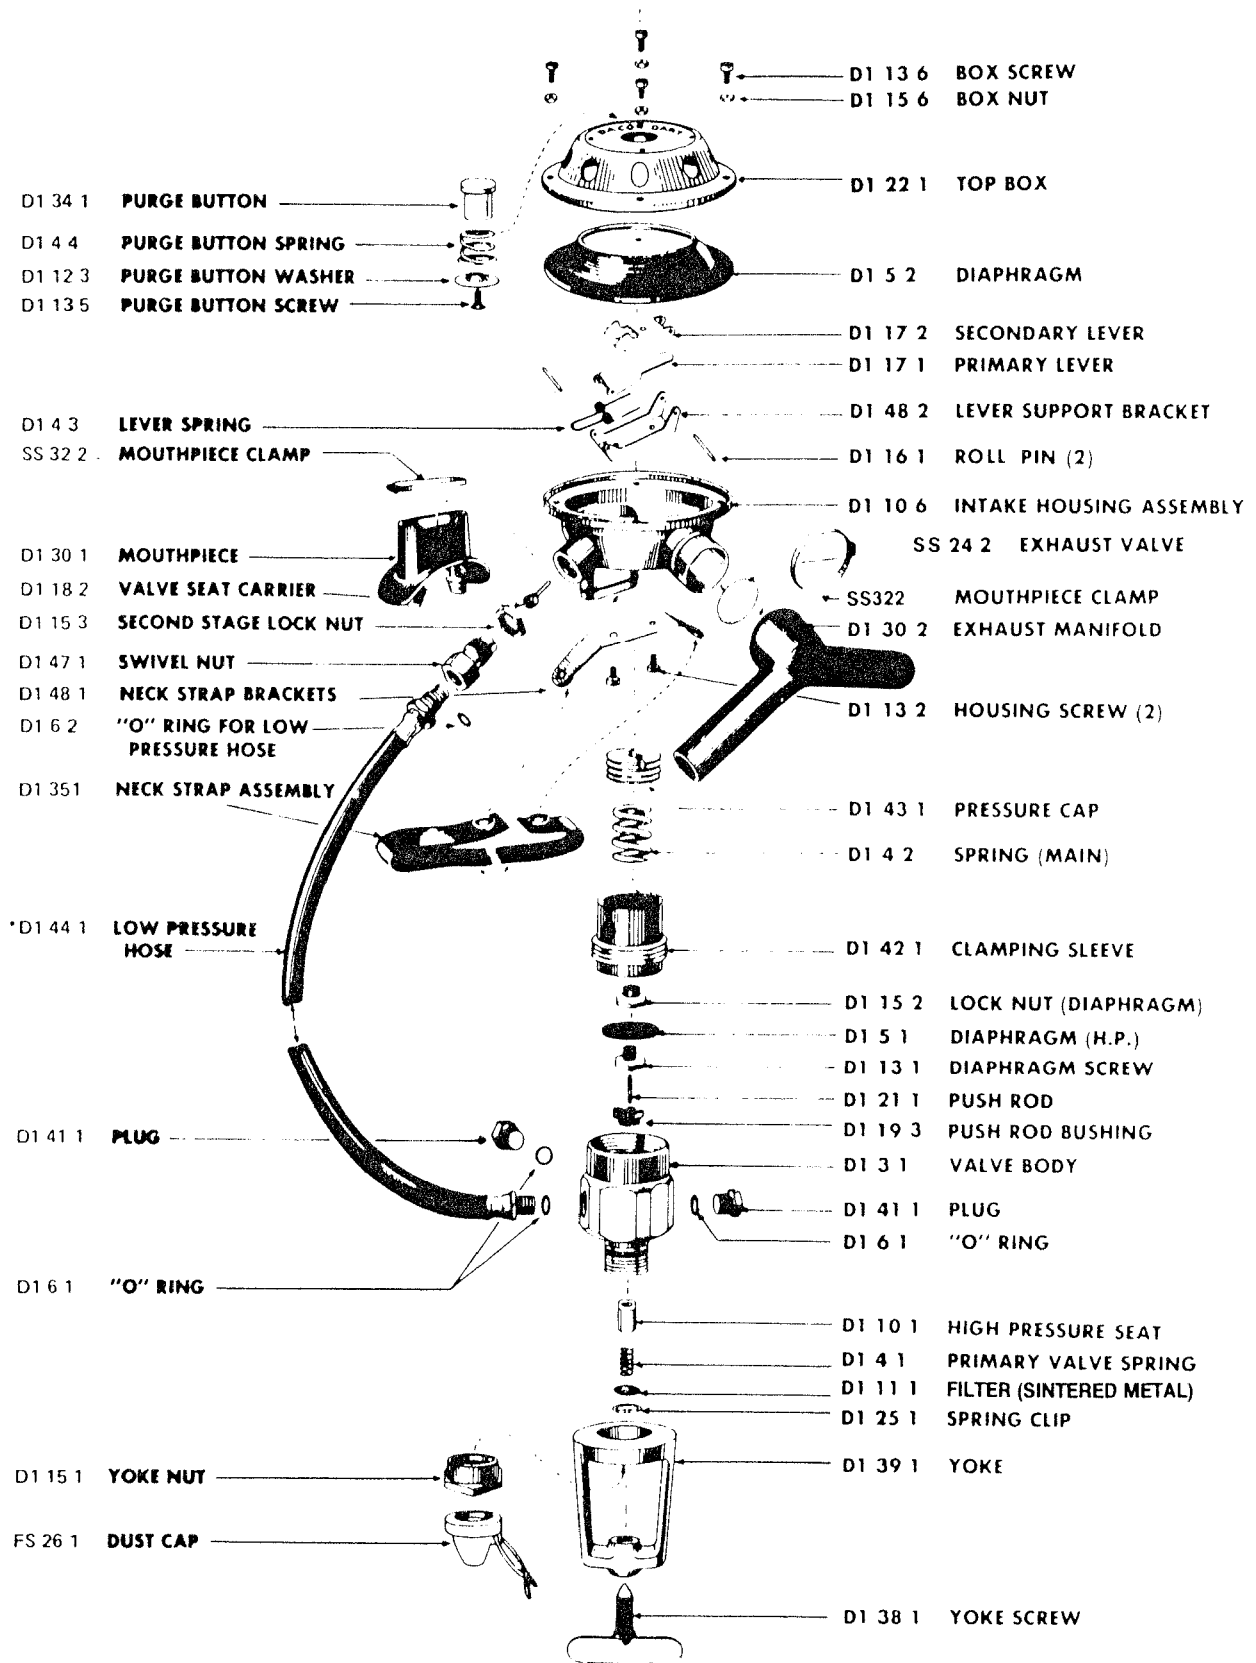 DACOR DART
D1 13 6 BOX SCREW
D1 15 6 BOX NUT
D1 22 1 TOP BOX
D1 34 1 PURGE BUTTON
D1 4 4 PURGE BUTTON SPRING
D1 12 3 PURGE BUTTON WASHER
D1 13 5 PURGE BUTTON SCREW
D1 5 2 DIAPHRAGM
D1 17 2 SECONDARY LEVER
D1 17 1 PRIMARY LEVER
D1 48 2 LEVER SUPPORT BRACKET
D1 16 1 ROLL PIN (2)
D1 10 6 INTAKE HOUSING ASSEMBLY
SS 24 2 EXHAUST VALVE
SS322 MOUTHPIECE CLAMP
D1 30 2 EXHAUST MANIFOLD
D1 13 2 HOUSING SCREW (2)
D1 4 3 LEVER SPRING
SS 32 2 MOUTHPIECE CLAMP
D1 30 1 MOUTHPIECE
D1 18 2 VALVE SEAT CARRIER
D1 15 3 SECOND STAGE LOCK NUT
D1 47 1 SWIVEL NUT
D1 48 1 NECK STRAP BRACKETS
D1 6 2 "O" RING FOR LOW
PRESSURE HOSE
D1 351 NECK STRAP ASSEMBLY
*D1 44 1 LOW PRESSURE
HOSE
D1 43 1 PRESSURE CAP
D1 4 2 SPRING (MAIN)
D1 42 1 CLAMPING SLEEVE
D1 15 2 LOCK NUT (DIAPHRAGM)
D1 5 1 DIAPHRAGM (H.P.)
D1 13 1 DIAPHRAGM SCREW
D1 21 1 PUSH ROD
D1 19 3 PUSH ROD BUSHING
D1 3 1 VALVE BODY
D1 41 1 PLUG
D1 6 1 "O" RING
D1 41 1 PLUG
D1 6 1 "O" RING
D1 10 1 HIGH PRESSURE SEAT
D1 4 1 PRIMARY VALVE SPRING
D1 11 1 FILTER (SINTERED METAL)
D1 25 1 SPRING CLIP
D1 39 1 YOKE
D1 15 1 YOKE NUT
FS 26 1 DUST CAP
D1 38 1 YOKE SCREW